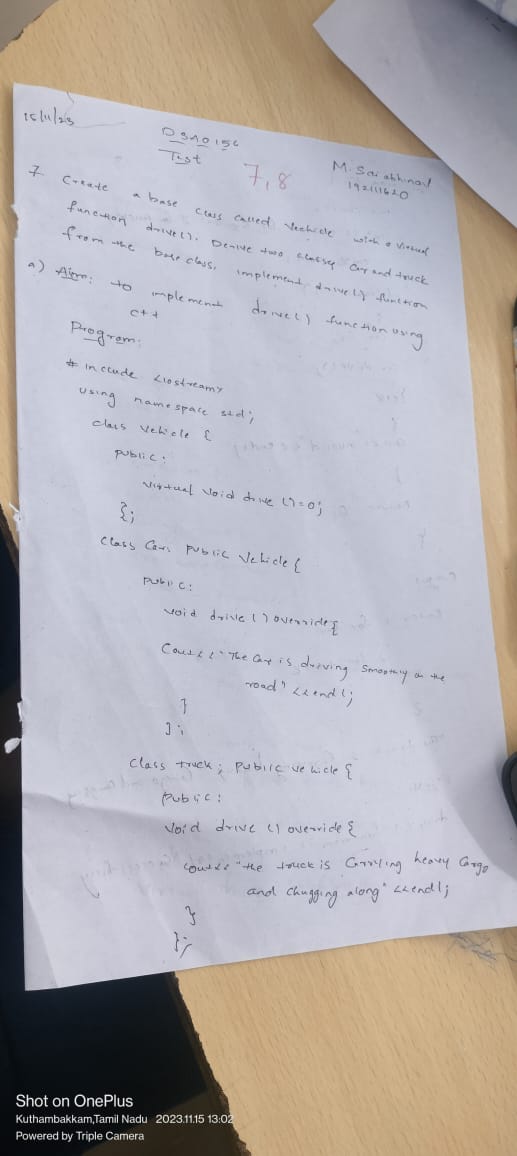 15/11/23
DSA0154
Test
7,8
M. Sai abhinav
192111620
7. Create a base class called Vechicle with a virtual
function drive(). Derive two classes Car and truck
from the base class, implement drive() function
a) Aim: to implement drive() function using
c++
Program:
# include <iostream>
using namespace std;
class Vehicle {
public:
virtual void drive ()=0;
};
class Car: public Vehicle {
public:
void drive () override{
Cout<<"The Car is driving smoothly on the
road" <<endl;
}
};
class truck; public vehicle {
public:
void drive () override {
cout<< "the truck is Carrying heavy Cargo
and chugging along" <<endl;
}
};
Shot on OnePlus
Kuthambakkam,Tamil Nadu 2023.11.15 13:02
Powered by Triple Camera